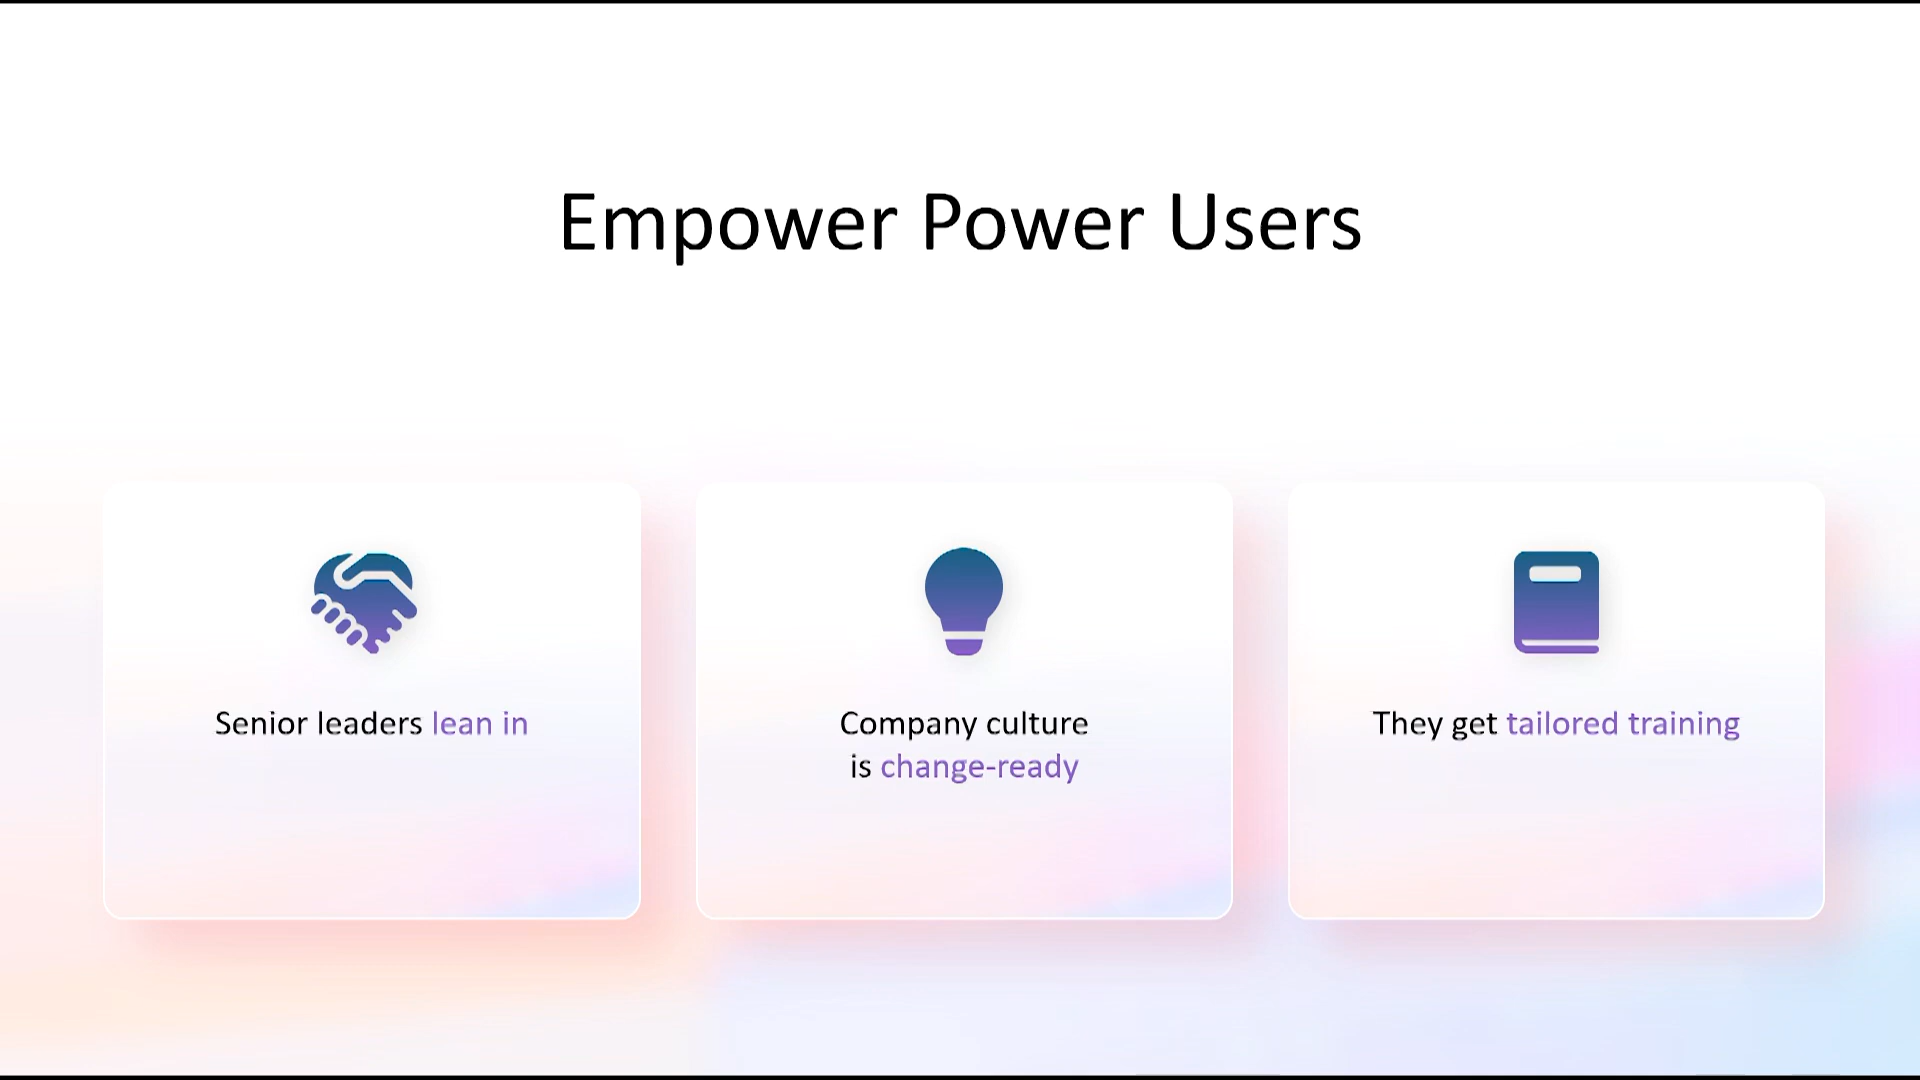 Empower Power Users
Senior leaders lean in
Company culture
is change-ready
They get tailored training